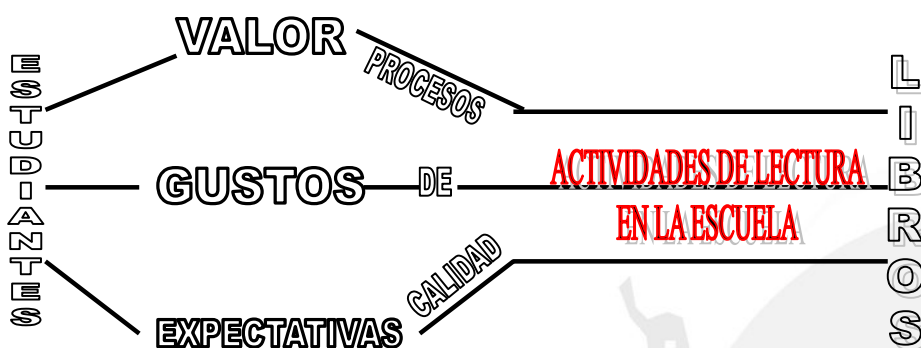 ESTUDIANTES
VALOR
GUSTOS
EXPECTATIVAS
PROCESOS
DE
CALIDAD
ACTIVIDADES DE LECTURA
EN LA ESCUELA
LIBROS